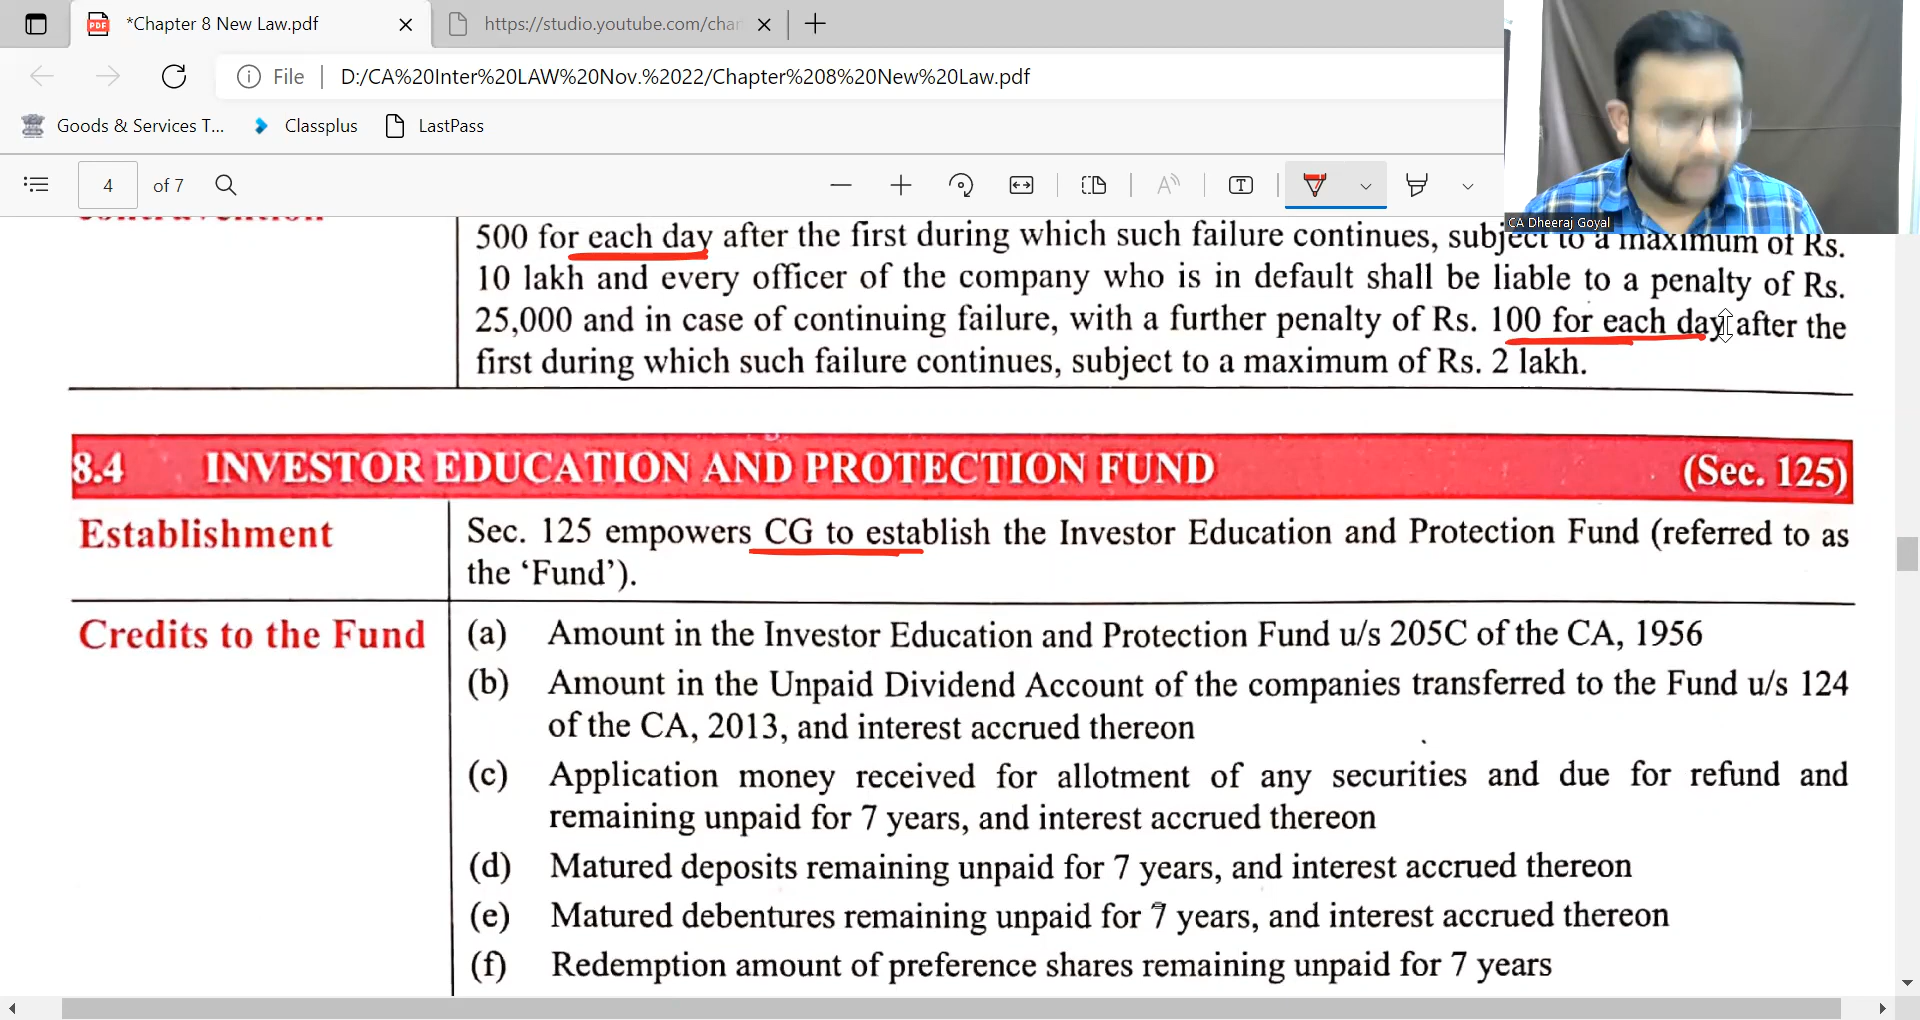 *Chapter 8 New Law.pdf
https://studio.youtube.com/chan
File
D:/CA%20Inter%20LAW%20Nov.%2022/Chapter%208%20New%20Law.pdf
Goods & Services T...
Classplus
LastPass
4 of 7
CA Dheeraj Goyal
500 for each day after the first during which such failure continues, subject to a maximum of Rs.
10 lakh and every officer of the company who is in default shall be liable to a penalty of Rs.
25,000 and in case of continuing failure, with a further penalty of Rs. 100 for each day after the
first during which such failure continues, subject to a maximum of Rs. 2 lakh.
8.4 INVESTOR EDUCATION AND PROTECTION FUND (Sec. 125)
Establishment
Sec. 125 empowers CG to establish the Investor Education and Protection Fund (referred to as
the ‘Fund’).
Credits to the Fund
(a) Amount in the Investor Education and Protection Fund u/s 205C of the CA, 1956
(b) Amount in the Unpaid Dividend Account of the companies transferred to the Fund u/s 124
of the CA, 2013, and interest accrued thereon
(c) Application money received for allotment of any securities and due for refund and
remaining unpaid for 7 years, and interest accrued thereon
(d) Matured deposits remaining unpaid for 7 years, and interest accrued thereon
(e) Matured debentures remaining unpaid for 7 years, and interest accrued thereon
(f) Redemption amount of preference shares remaining unpaid for 7 years